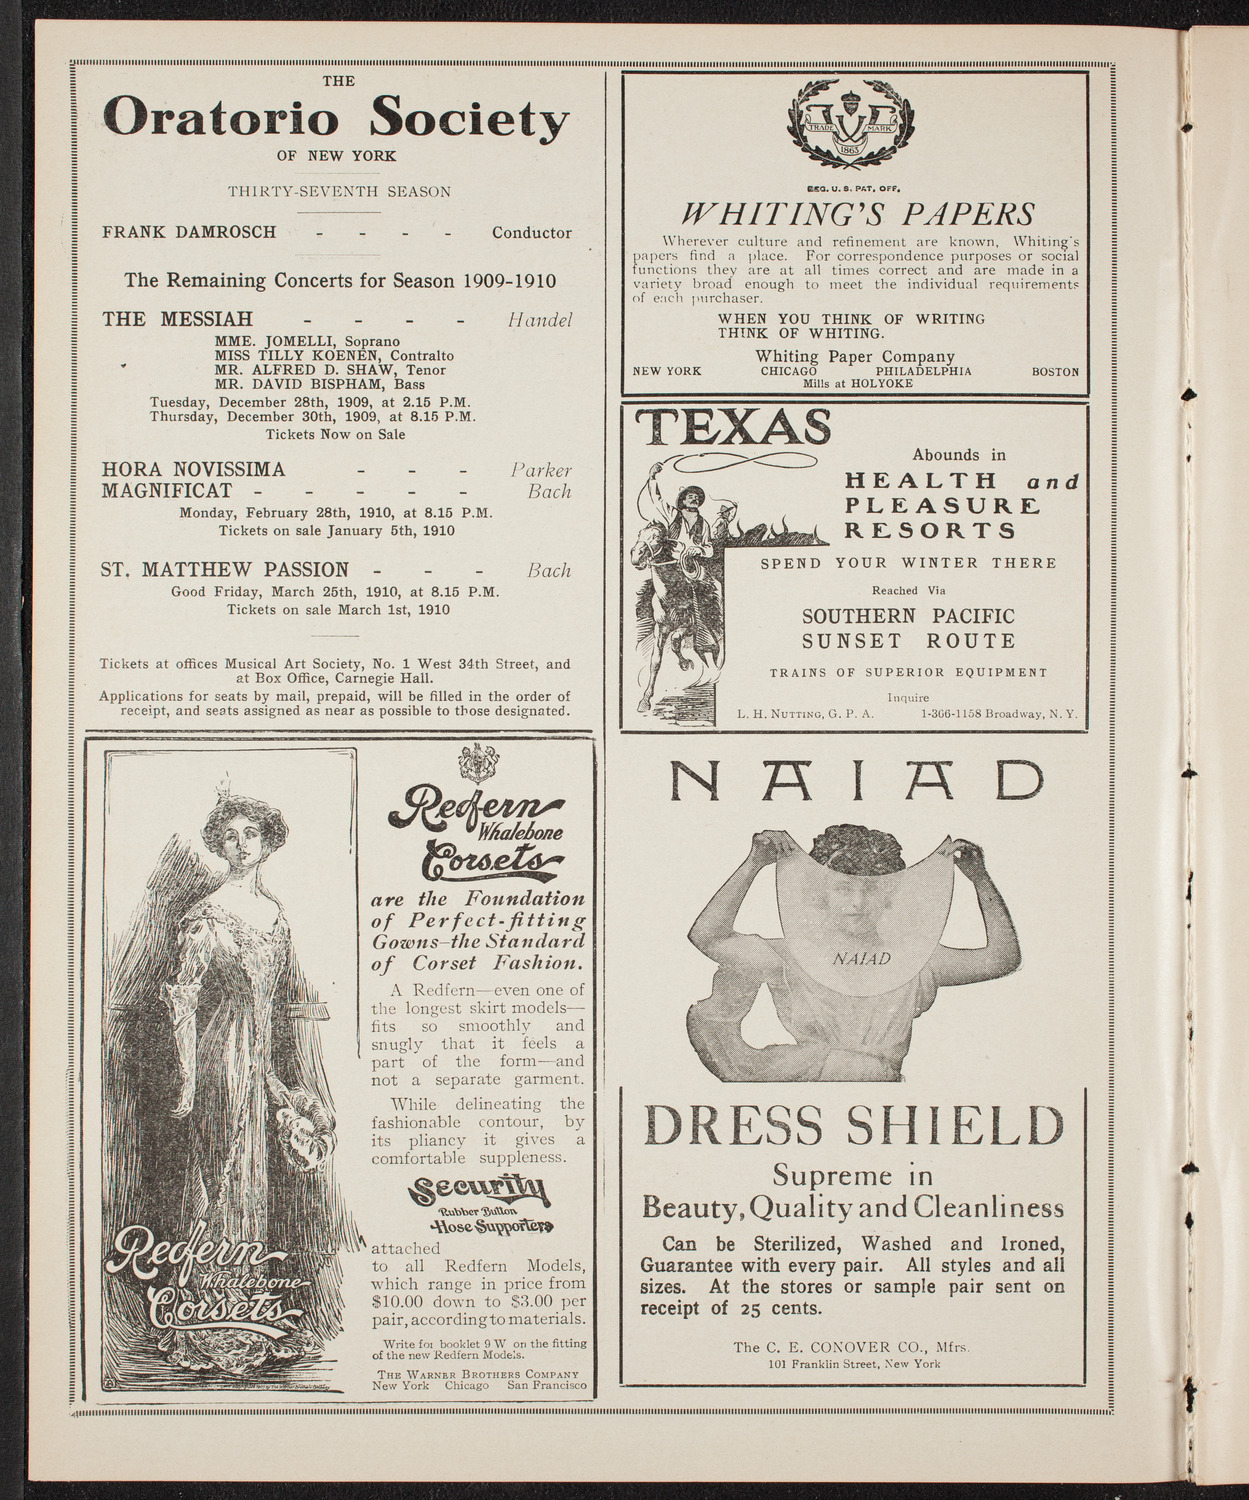 THE
Oratorio Society
OF NEW YORK
THIRTY-SEVENTH SEASON
FRANK DAMROSCH - - - - Conductor
The Remaining Concerts for Season 1909-1910
THE MESSIAH - - - - Handel
MME. JOMELLI, Soprano
MISS TILLY KOENEN, Contralto
MR. ALFRED D. SHAW, Tenor
MR. DAVID BISPHAM, Bass
Tuesday, December 28th, 1909, at 2.15 P.M.
Thursday, December 30th, 1909, at 8.15 P.M.
Tickets Now on Sale
HORA NOVISSIMA - - - Parker
MAGNIFICAT - - - - - Bach
Monday, February 28th, 1910, at 8.15 P.M.
Tickets on sale January 5th, 1910
ST. MATTHEW PASSION - - - Bach
Good Friday, March 25th, 1910, at 8.15 P.M.
Tickets on sale March 1st, 1910
Tickets at offices Musical Art Society, No. 1 West 34th Street, and
at Box Office, Carnegie Hall.
Applications for seats by mail, prepaid, will be filled in the order of
receipt, and seats assigned as near as possible to those designated.
Redfern
Whalebone
Corsets
are the Foundation
of Perfect-fitting
Gowns—the Standard
of Corset Fashion.
A Redfern—even one of
the longest skirt models—
fits so smoothly and
snugly that it feels a
part of the form—and
not a separate garment.
While delineating the
fashionable contour, by
its pliancy it gives a
comfortable suppleness.
Security
Rubber Button
Hose Supporters
attached
to all Redfern Models,
which range in price from
$10.00 down to $3.00 per
pair, according to materials.
Write for booklet 9 W on the fitting
of the new Redfern Models.
THE WARNER BROTHERS COMPANY
New York Chicago San Francisco
Redfern
Whalebone
Corsets
TRADE MARK
1865
REG. U. S. PAT. OFF.
WHITING'S PAPERS
Wherever culture and refinement are known, Whiting's
papers find a place. For correspondence purposes or social
functions they are at all times correct and are made in a
variety broad enough to meet the individual requirements
of each purchaser.
WHEN YOU THINK OF WRITING
THINK OF WHITING.
Whiting Paper Company
NEW YORK CHICAGO PHILADELPHIA BOSTON
Mills at HOLYOKE
TEXAS
Abounds in
HEALTH and
PLEASURE
RESORTS
SPEND YOUR WINTER THERE
Reached Via
SOUTHERN PACIFIC
SUNSET ROUTE
TRAINS OF SUPERIOR EQUIPMENT
Inquire
L. H. NUTTING, G. P. A. 1-366-1158 Broadway, N. Y.
NAIAD
NAIAD
DRESS SHIELD
Supreme in
Beauty, Quality and Cleanliness
Can be Sterilized, Washed and Ironed,
Guarantee with every pair. All styles and all
sizes. At the stores or sample pair sent on
receipt of 25 cents.
The C. E. CONOVER CO., Mfrs.
101 Franklin Street, New York